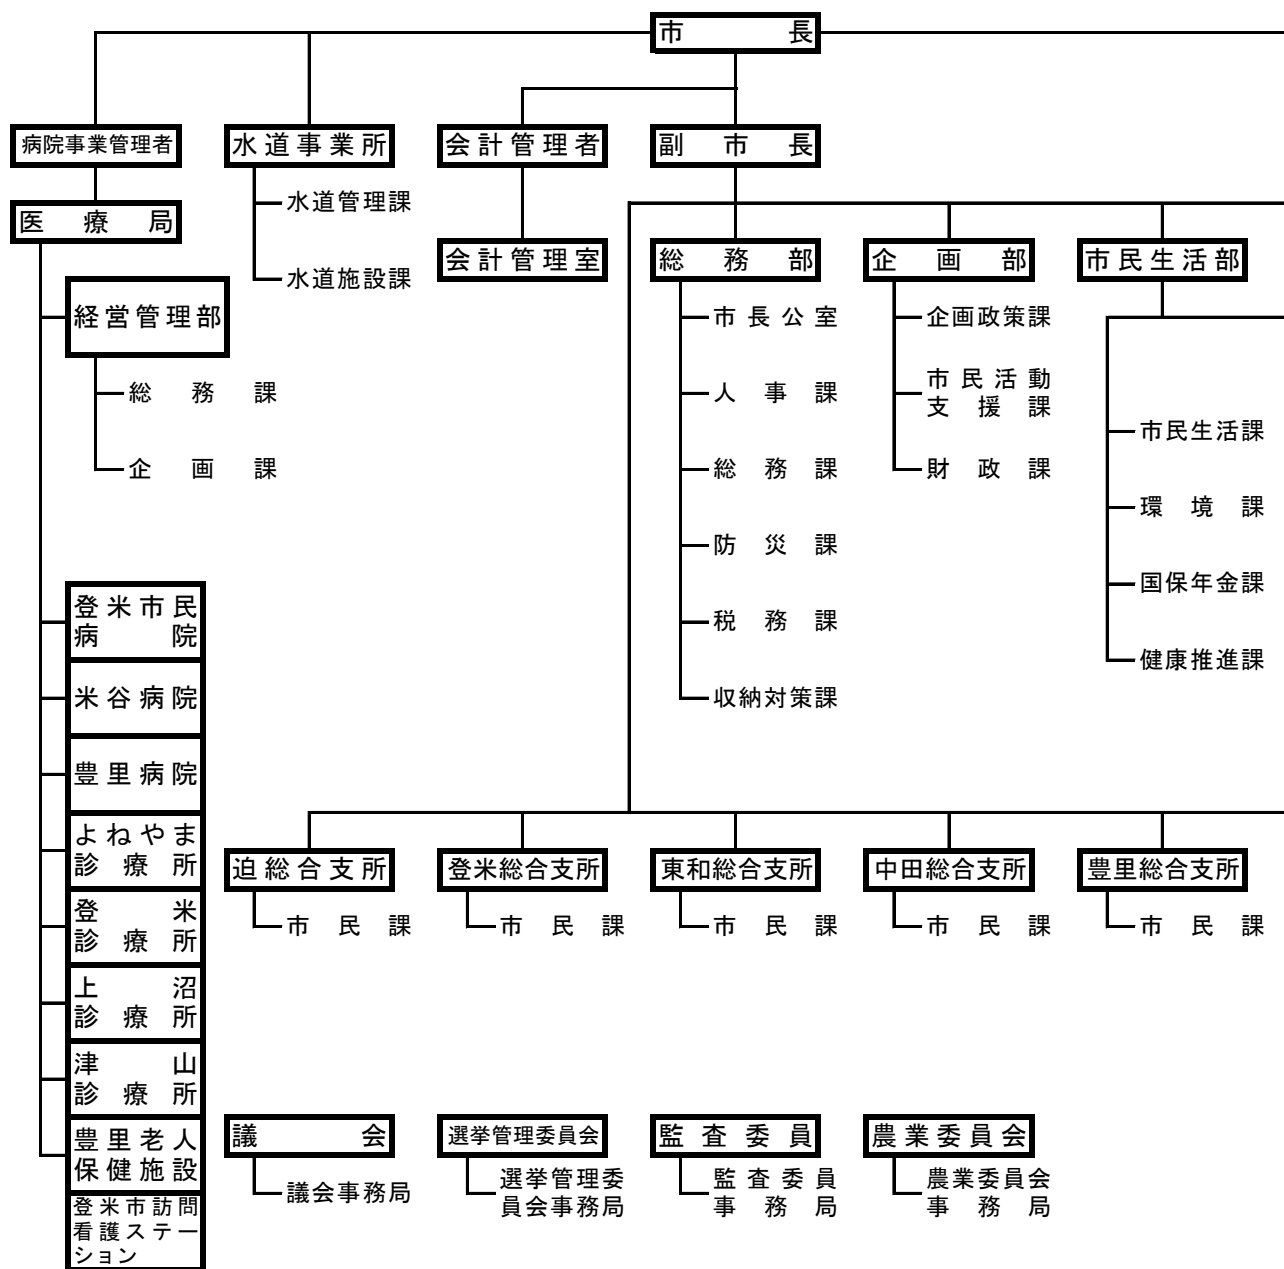 市長
病院事業管理者
水道事業所
会計管理者
副市長
水道管理課
医療局
水道施設課
会計管理室
総務部
企画部
市民生活部
経営管理部
市長公室
企画政策課
総務課
人事課
市民活動
支援課
市民生活課
企画課
総務課
財政課
環境課
防災課
国保年金課
税務課
健康推進課
収納対策課
登米市民
病院
米谷病院
豊里病院
よねやま
診療所
登米
診療所
上沼
診療所
津山
診療所
豊里老人
保健施設
登米市訪問
看護ステー
ション
迫総合支所
登米総合支所
東和総合支所
中田総合支所
豊里総合支所
市民課
市民課
市民課
市民課
市民課
議会
選挙管理委員会
監査委員
農業委員会
議会事務局
選挙管理委
員会事務局
監査委員
事務局
農業委員会
事務局